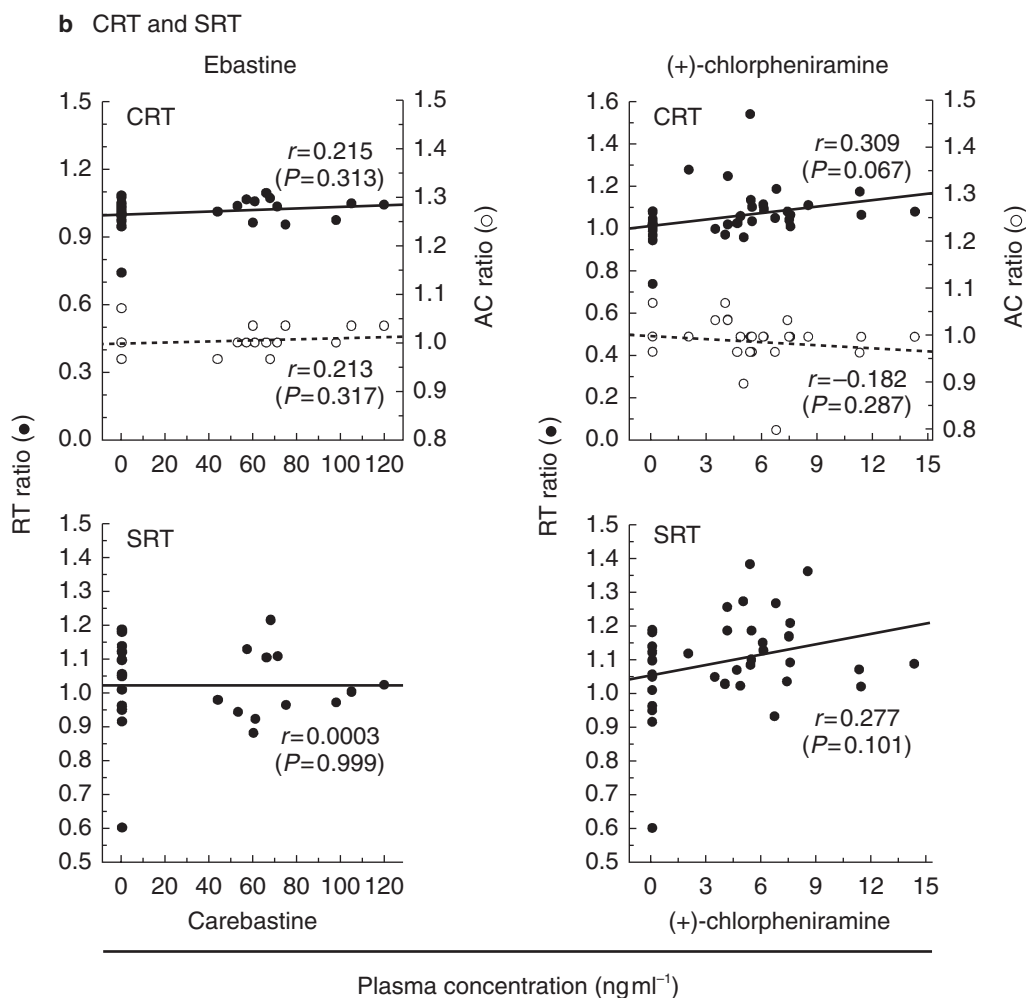 b CRT and SRT
Ebastine
(+)-chlorpheniramine
1.5
1.2
0.9
0.6
0.3
0.0
CRT
r=0.215
(P=0.313)
r=0.213
(P=0.317)
1.5
1.4
1.3
1.2
1.1
1.0
0.9
0.8
AC ratio (○)
0 20 40 60 80 100 120
1.6
1.4
1.2
1.0
0.8
0.6
0.4
0.2
0.0
CRT
r=0.309
(P=0.067)
r=−0.182
(P=0.287)
1.5
1.4
1.3
1.2
1.1
1.0
0.9
0.8
AC ratio (○)
0 3 6 9 12 15
RT ratio (●)
RT ratio (●)
1.5
1.4
1.3
1.2
1.1
1.0
0.9
0.8
0.7
0.6
0.5
SRT
r=0.0003
(P=0.999)
0 20 40 60 80 100 120
Carebastine
1.5
1.4
1.3
1.2
1.1
1.0
0.9
0.8
0.7
0.6
0.5
SRT
r=0.277
(P=0.101)
0 3 6 9 12 15
(+)-chlorpheniramine
Plasma concentration (ng ml⁻¹)